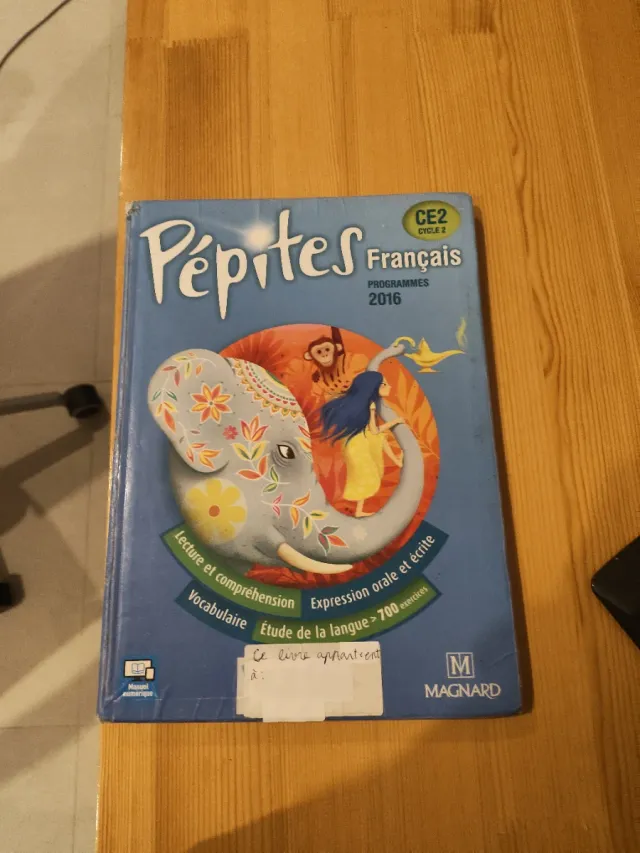 CE2
CYCLE 2
Pépites Français
PROGRAMMES
2016
Lecture et compréhension
Expression orale et écrite
Vocabulaire
Étude de la langue > 700 exercices
Ce livre appartient
à:
Manuel
numérique
MAGNARD